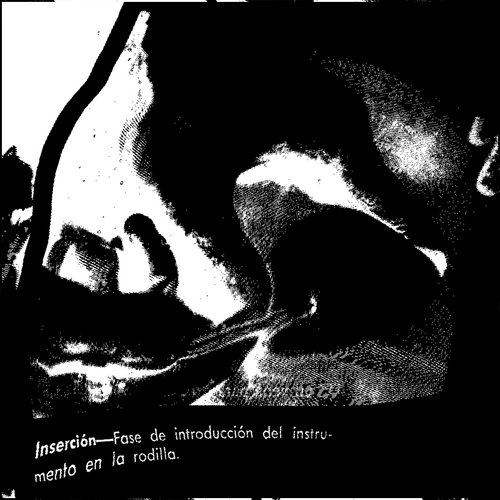 Inserción—Fase de introducción del instru-
mento en la rodilla.